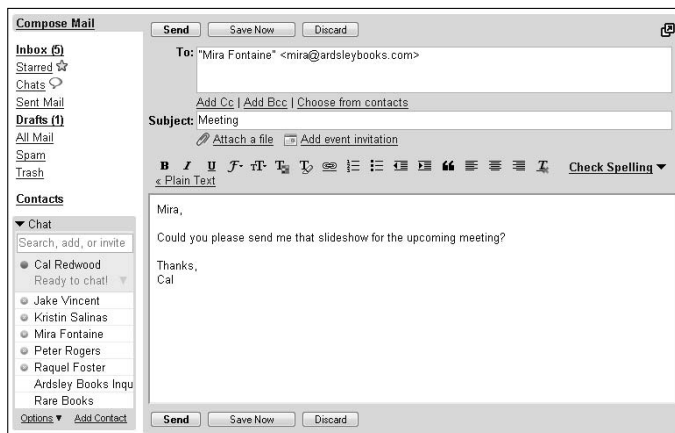 Compose Mail
Inbox (5)
Starred
Chats
Sent Mail
Drafts (1)
All Mail
Spam
Trash
Contacts
Chat
Search, add, or invite
Cal Redwood
Ready to chat!
Jake Vincent
Kristin Salinas
Mira Fontaine
Peter Rogers
Raquel Foster
Ardsley Books Inqu
Rare Books
Options Add Contact
Send Save Now Discard
To: "Mira Fontaine" <mira@ardsleybooks.com>
Add Cc | Add Bcc | Choose from contacts
Subject: Meeting
Attach a file Add event invitation
B I U Check Spelling
« Plain Text
Mira,
Could you please send me that slideshow for the upcoming meeting?
Thanks,
Cal
Send Save Now Discard